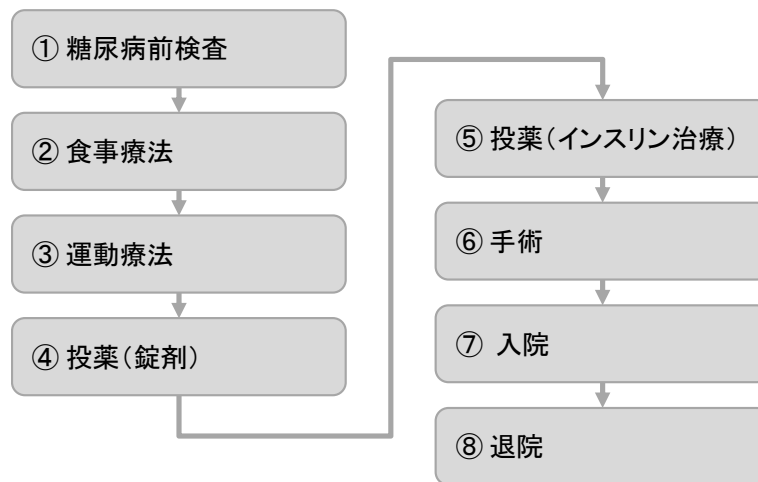 ① 糖尿病前検査
② 食事療法
③ 運動療法
④ 投薬（錠剤）
⑤ 投薬（インスリン治療）
⑥ 手術
⑦ 入院
⑧ 退院